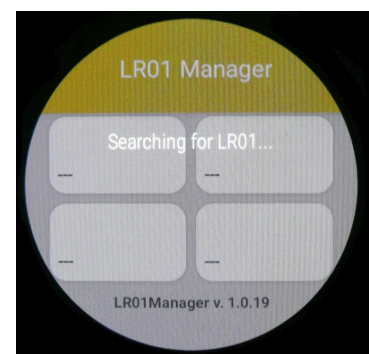 LR01 Manager
Searching for LR01...
---
---
---
---
LR01Manager v. 1.0.19